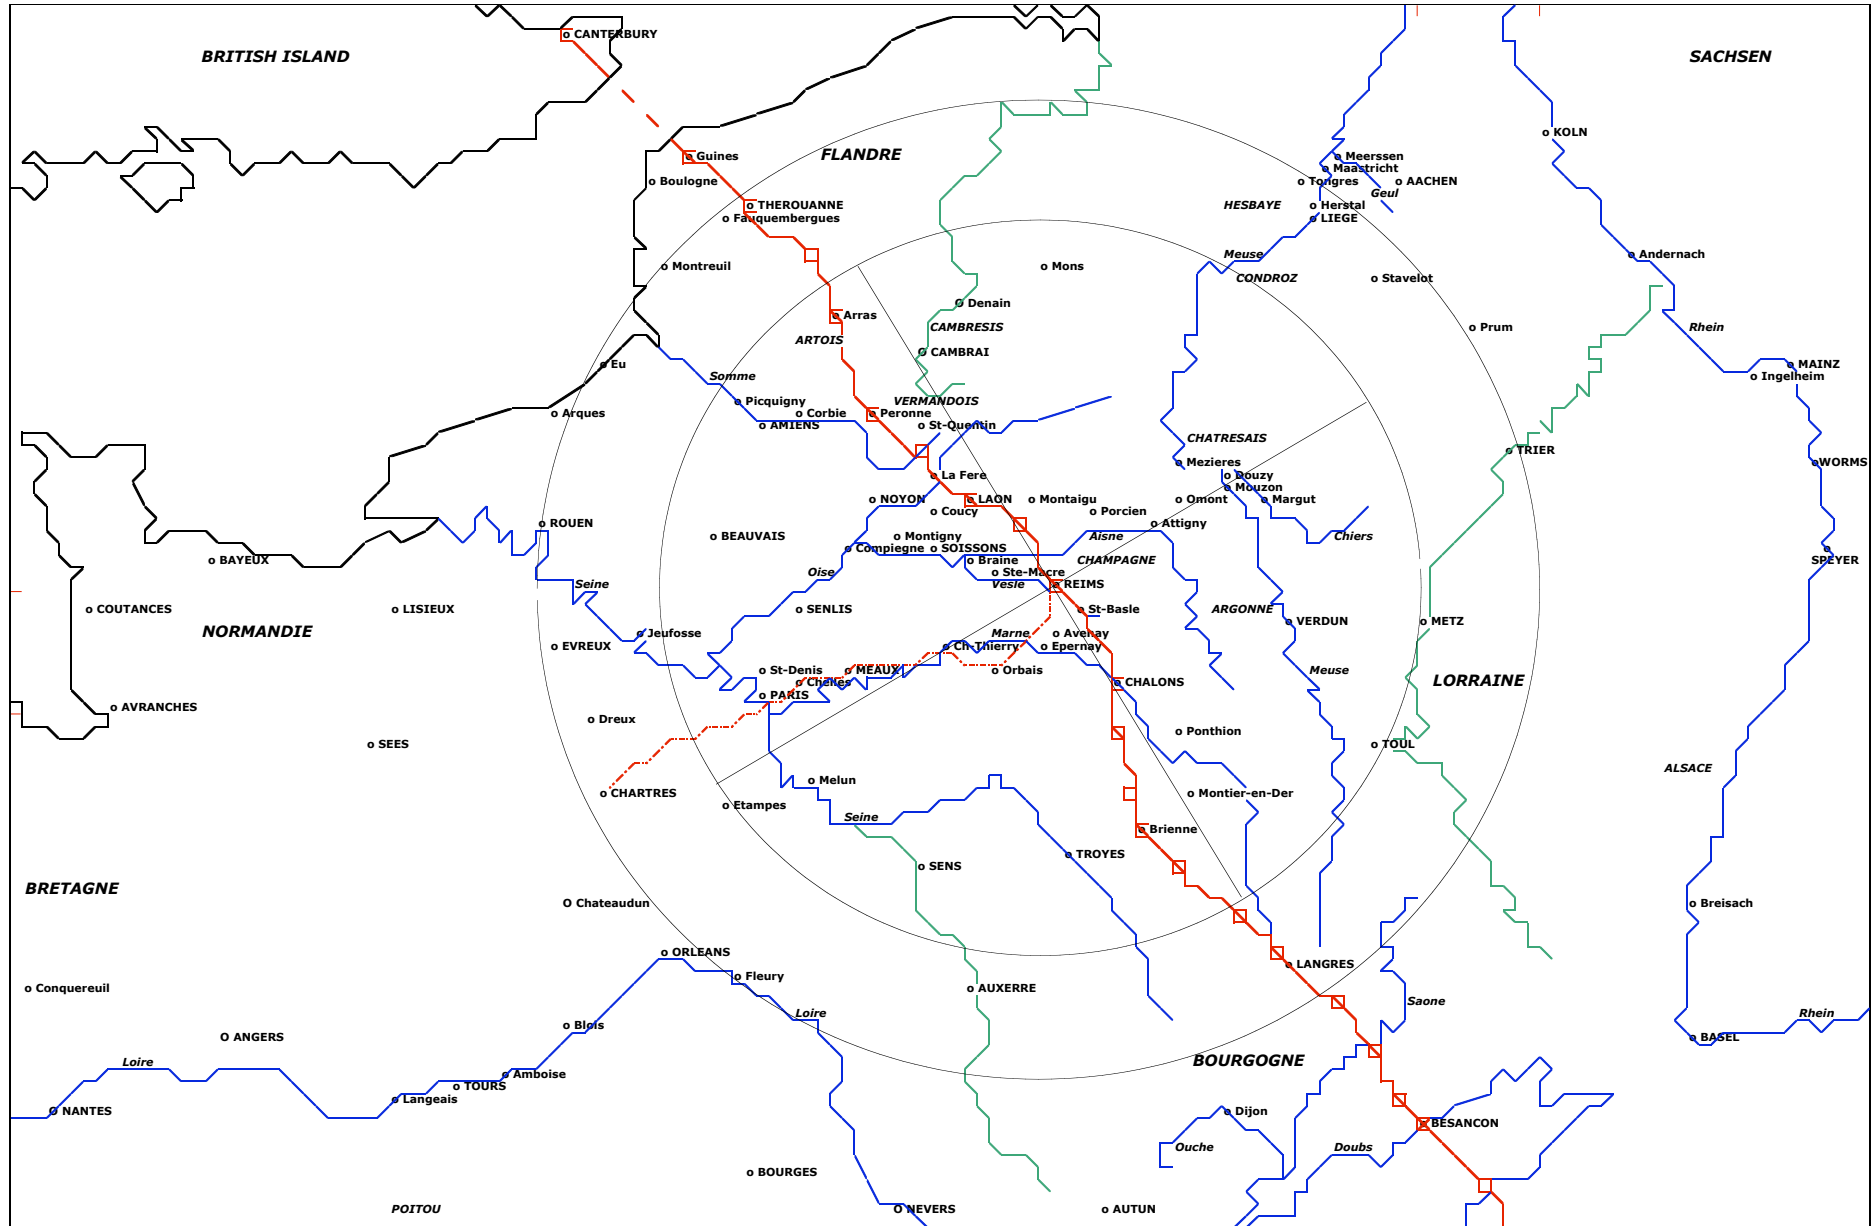 CANTERBURY
BRITISH ISLAND
SACHSEN
KOLN
FLANDRE
Guines
Meerssen
Maastricht
Boulogne
Tongres
AACHEN
Geul
THEROUANNE
HESBAYE
Herstal
Fauquembergues
LIEGE
Meuse
Andernach
Montreuil
Mons
CONDROZ
Stavelot
Denain
Arras
CAMBRESIS
Prum
Rhein
ARTOIS
CAMBRAI
Eu
MAINZ
Somme
Ingelheim
Picquigny
VERMANDOIS
Arques
Corbie
Peronne
AMIENS
St-Quentin
CHATRESAIS
TRIER
Mezieres
WORMS
La Fere
Douzy
Mouzon
NOYON
LAON
Montaigu
Omont
Margut
Coucy
Porcien
ROUEN
Attigny
BEAUVAIS
Montigny
Aisne
Chiers
Compiegne
SOISSONS
BAYEUX
Braine
CHAMPAGNE
SPEYER
Oise
Ste-Macre
Seine
Vesle
REIMS
COUTANCES
LISIEUX
SENLIS
St-Basle
ARGONNE
VERDUN
METZ
NORMANDIE
Jeufosse
Marne
Avenay
EVREUX
Ch-Thierry
Epernay
St-Denis
MEAUX
Orbais
Meuse
Chelles
CHALONS
LORRAINE
PARIS
AVRANCHES
Dreux
Ponthion
SEES
TOUL
ALSACE
Melun
CHARTRES
Montier-en-Der
Etampes
Seine
Brienne
TROYES
SENS
BRETAGNE
Chateaudun
Breisach
ORLEANS
LANGRES
Fleury
Conquereuil
AUXERRE
Saone
Loire
Rhein
Blois
ANGERS
BASEL
Loire
BOURGOGNE
Amboise
TOURS
Langeais
NANTES
Dijon
BESANCON
Ouche
Doubs
BOURGES
POITOU
NEVERS
AUTUN